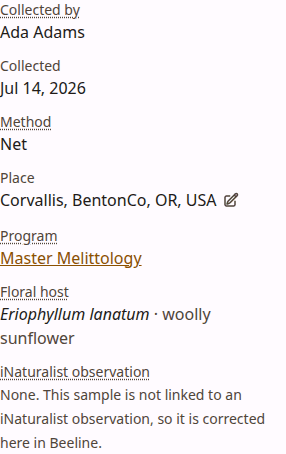 Collected by
Ada Adams
Collected
Jul 14, 2026
Method
Net
Place
Corvallis, BentonCo, OR, USA
Program
Master Melittology
Floral host
Eriophyllum lanatum · woolly
sunflower
iNaturalist observation
None. This sample is not linked to an
iNaturalist observation, so it is corrected
here in Beeline.